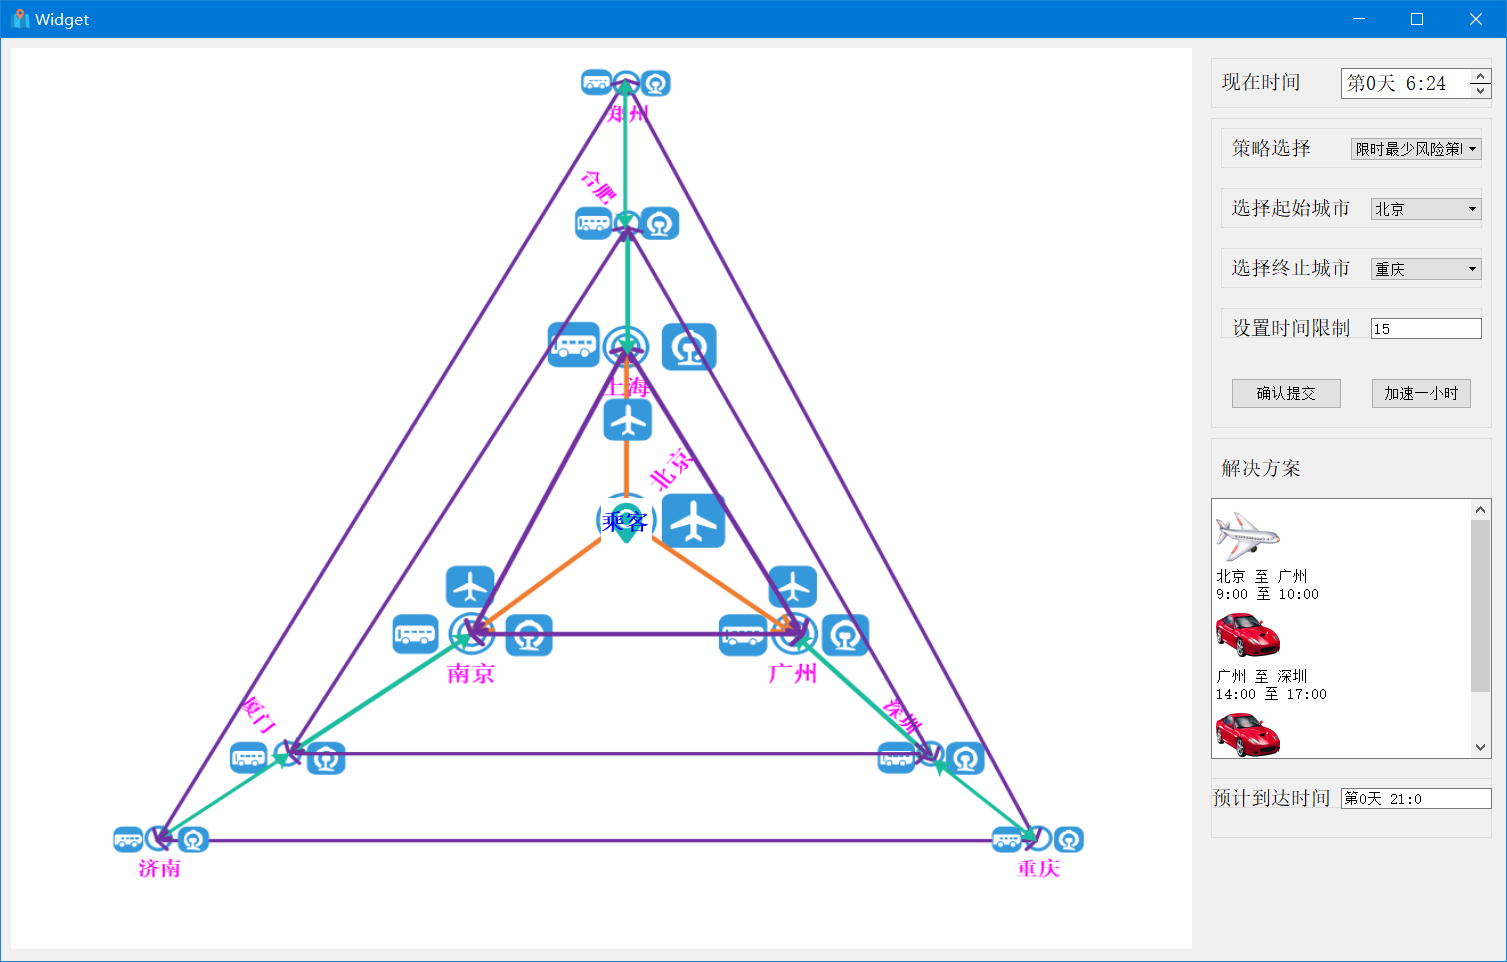 Widget
郑州
合肥
上海
北京
乘客
南京
广州
厦门
深圳
济南
重庆
现在时间
第0天 6:24
策略选择
限时最少风险策
选择起始城市
北京
选择终止城市
重庆
设置时间限制
15
确认提交
加速一小时
解决方案
北京 至 广州
9:00 至 10:00
广州 至 深圳
14:00 至 17:00
预计到达时间
第0天 21:0